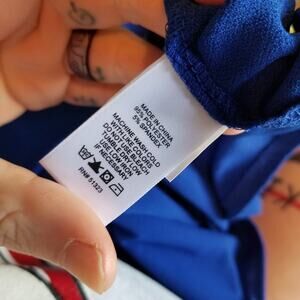 MADE IN CHINA
95% POLYESTER
5% SPANDEX
MACHINE WASH COLD
WITH LIKE COLORS
DO NOT USE BLEACH
TUMBLE DRY LOW
USE LOW IRON
IF NECESSARY
RN# 51323